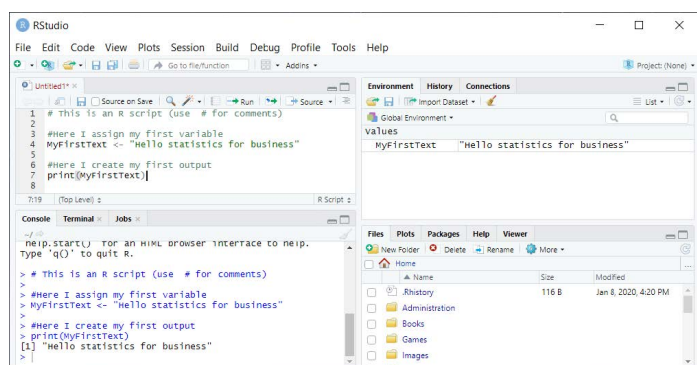 RStudio
File Edit Code View Plots Session Build Debug Profile Tools Help
Go to file/function Addins Project: (None)
Untitled1*
Source on Save Run Source
1 # This is an R script (use # for comments)
2
3 #Here I assign my first variable
4 MyFirstText <- "Hello statistics for business"
5
6 #Here I create my first output
7 print(MyFirstText)
8
7:19 (Top Level) R Script
Console Terminal Jobs
~/
help.start() for an HTML browser interface to help.
Type 'q()' to quit R.
> # This is an R script (use # for comments)
>
> #Here I assign my first variable
> MyFirstText <- "Hello statistics for business"
>
> #Here I create my first output
> print(MyFirstText)
[1] "Hello statistics for business"
>
Environment History Connections
Import Dataset List
Global Environment
values
MyFirstText "Hello statistics for business"
Files Plots Packages Help Viewer
New Folder Delete Rename More
Home
Name Size Modified
.Rhistory 116 B Jan 8, 2020, 4:20 PM
Administration
Books
Games
Images